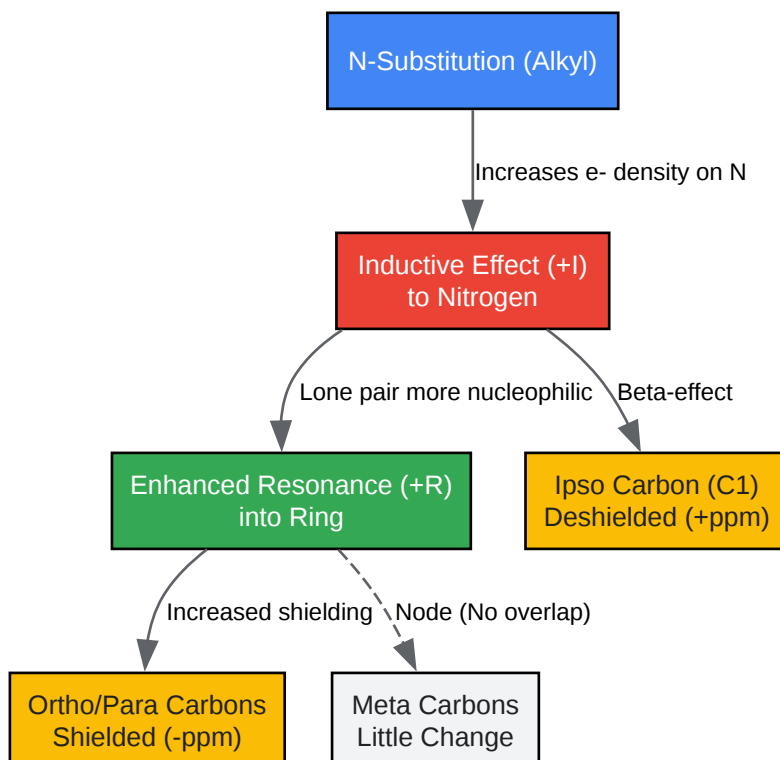 N-Substitution (Alkyl)
Increases e- density on N
Inductive Effect (+I)
to Nitrogen
Lone pair more nucleophilic
Beta-effect
Enhanced Resonance (+R)
into Ring
Ipso Carbon (C1)
Deshielded (+ppm)
Increased shielding
Node (No overlap)
Ortho/Para Carbons
Shielded (-ppm)
Meta Carbons
Little Change